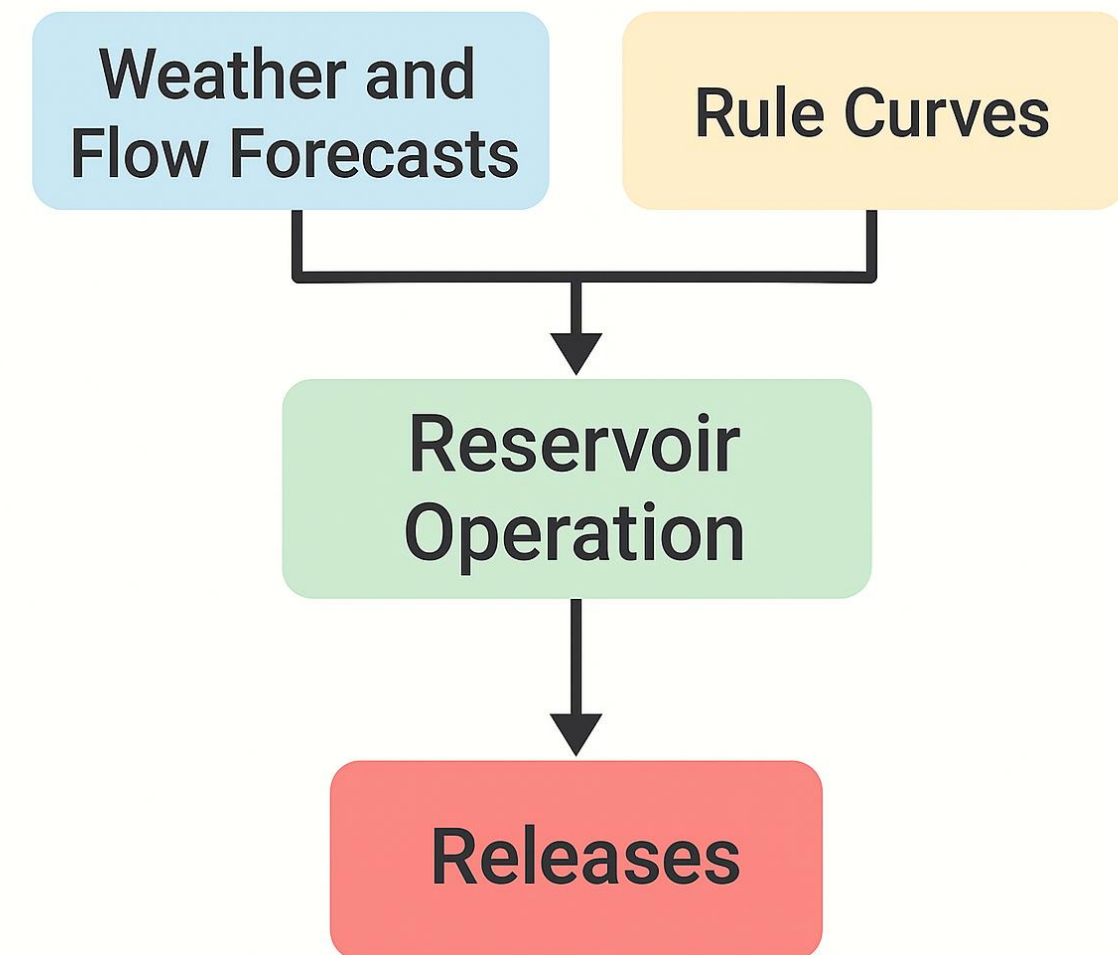 Weather and
Flow Forecasts
Rule Curves
Reservoir
Operation
Releases